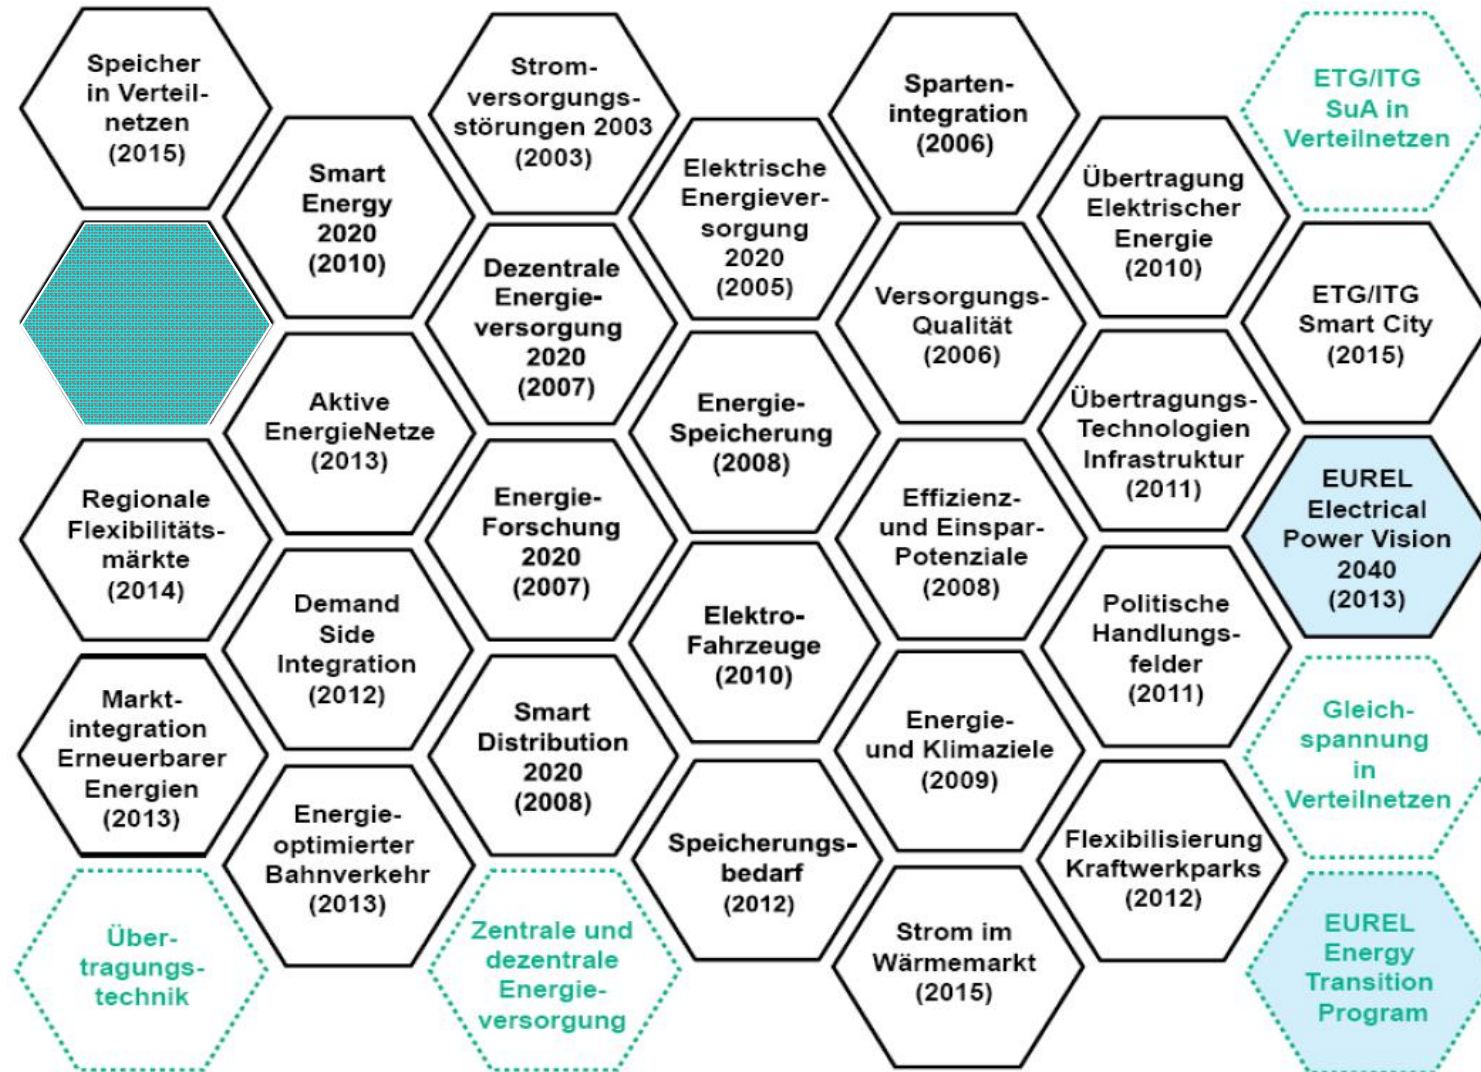 Speicher
in Verteil-
netzen
(2015)
Regionale
Flexibilitäts-
märkte
(2014)
Markt-
integration
Erneuerbarer
Energien
(2013)
Über-
tragungs-
technik
Smart
Energy
2020
(2010)
Aktive
EnergieNetze
(2013)
Demand
Side
Integration
(2012)
Energie-
optimierter
Bahnverkehr
(2013)
Strom-
versorgungs-
störungen 2003
(2003)
Dezentrale
Energie-
versorgung
2020
(2007)
Energie-
Forschung
2020
(2007)
Smart
Distribution
2020
(2008)
Zentrale und
dezentrale
Energie-
versorgung
Elektrische
Energiever-
sorgung
2020
(2005)
Energie-
Speicherung
(2008)
Elektro-
Fahrzeuge
(2010)
Speicherungs-
bedarf
(2012)
Sparten-
integration
(2006)
Versorgungs-
Qualität
(2006)
Effizienz-
und Einspar-
Potenziale
(2008)
Energie-
und Klimaziele
(2009)
Strom im
Wärmemarkt
(2015)
Übertragung
Elektrischer
Energie
(2010)
Übertragungs-
Technologien
Infrastruktur
(2011)
Politische
Handlungs-
felder
(2011)
Flexibilisierung
Kraftwerkparks
(2012)
ETG/ITG
SuA in
Verteilnetzen
ETG/ITG
Smart City
(2015)
EUREL
Electrical
Power Vision
2040
(2013)
Gleich-
spannung
in
Verteilnetzen
EUREL
Energy
Transition
Program